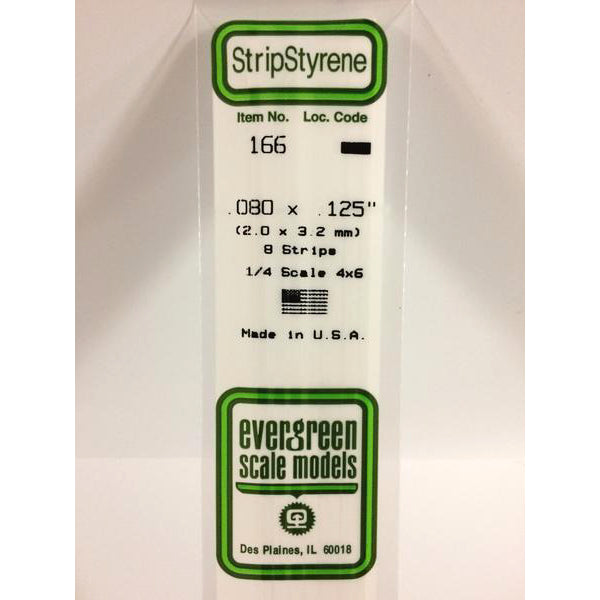 StripStyrene
Item No. Loc. Code
166
.080 x .125"
(2.0 x 3.2 mm)
8 Strips
1/4 Scale 4x6
Made in U.S.A.
evergreen
scale models
Des Plaines, IL 60018